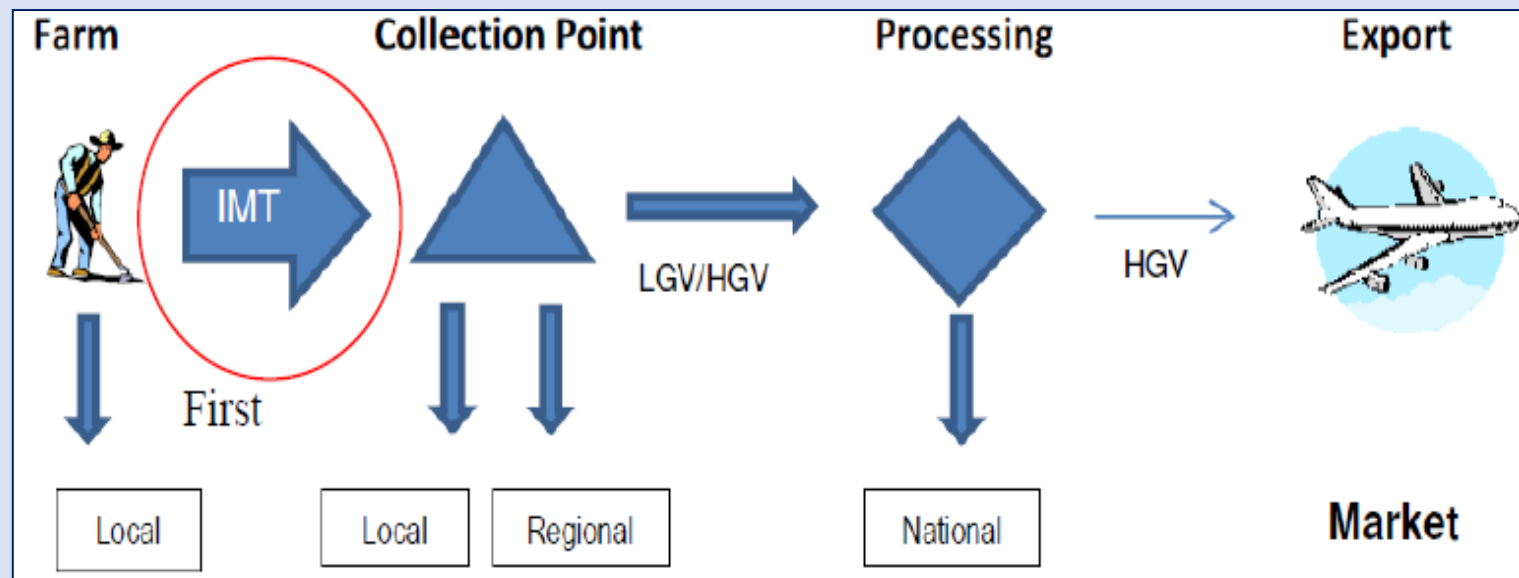 Farm
Collection Point
Processing
Export
IMT
LGV/HGV
HGV
First
Local
Local
Regional
National
Market